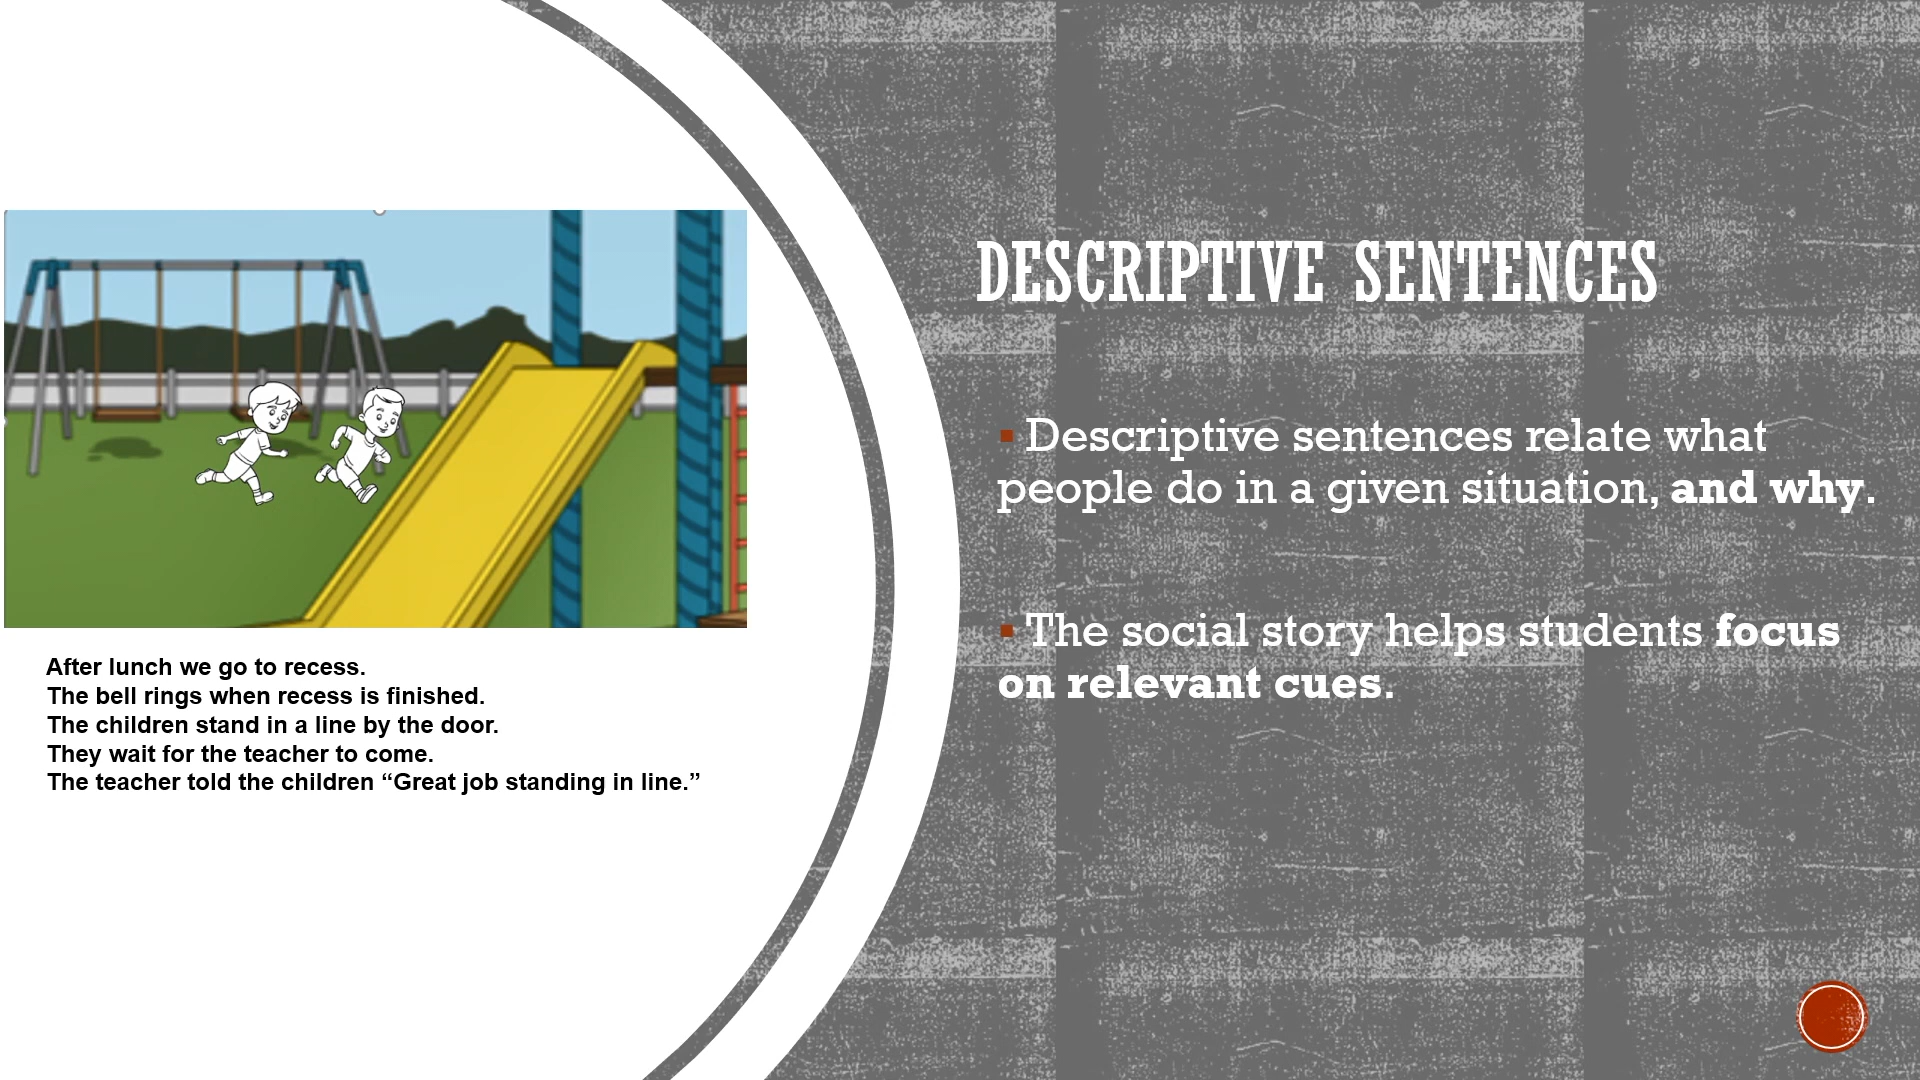 DESCRIPTIVE SENTENCES
▪ Descriptive sentences relate what
people do in a given situation, and why.
▪ The social story helps students focus
on relevant cues.
After lunch we go to recess.
The bell rings when recess is finished.
The children stand in a line by the door.
They wait for the teacher to come.
The teacher told the children “Great job standing in line.”